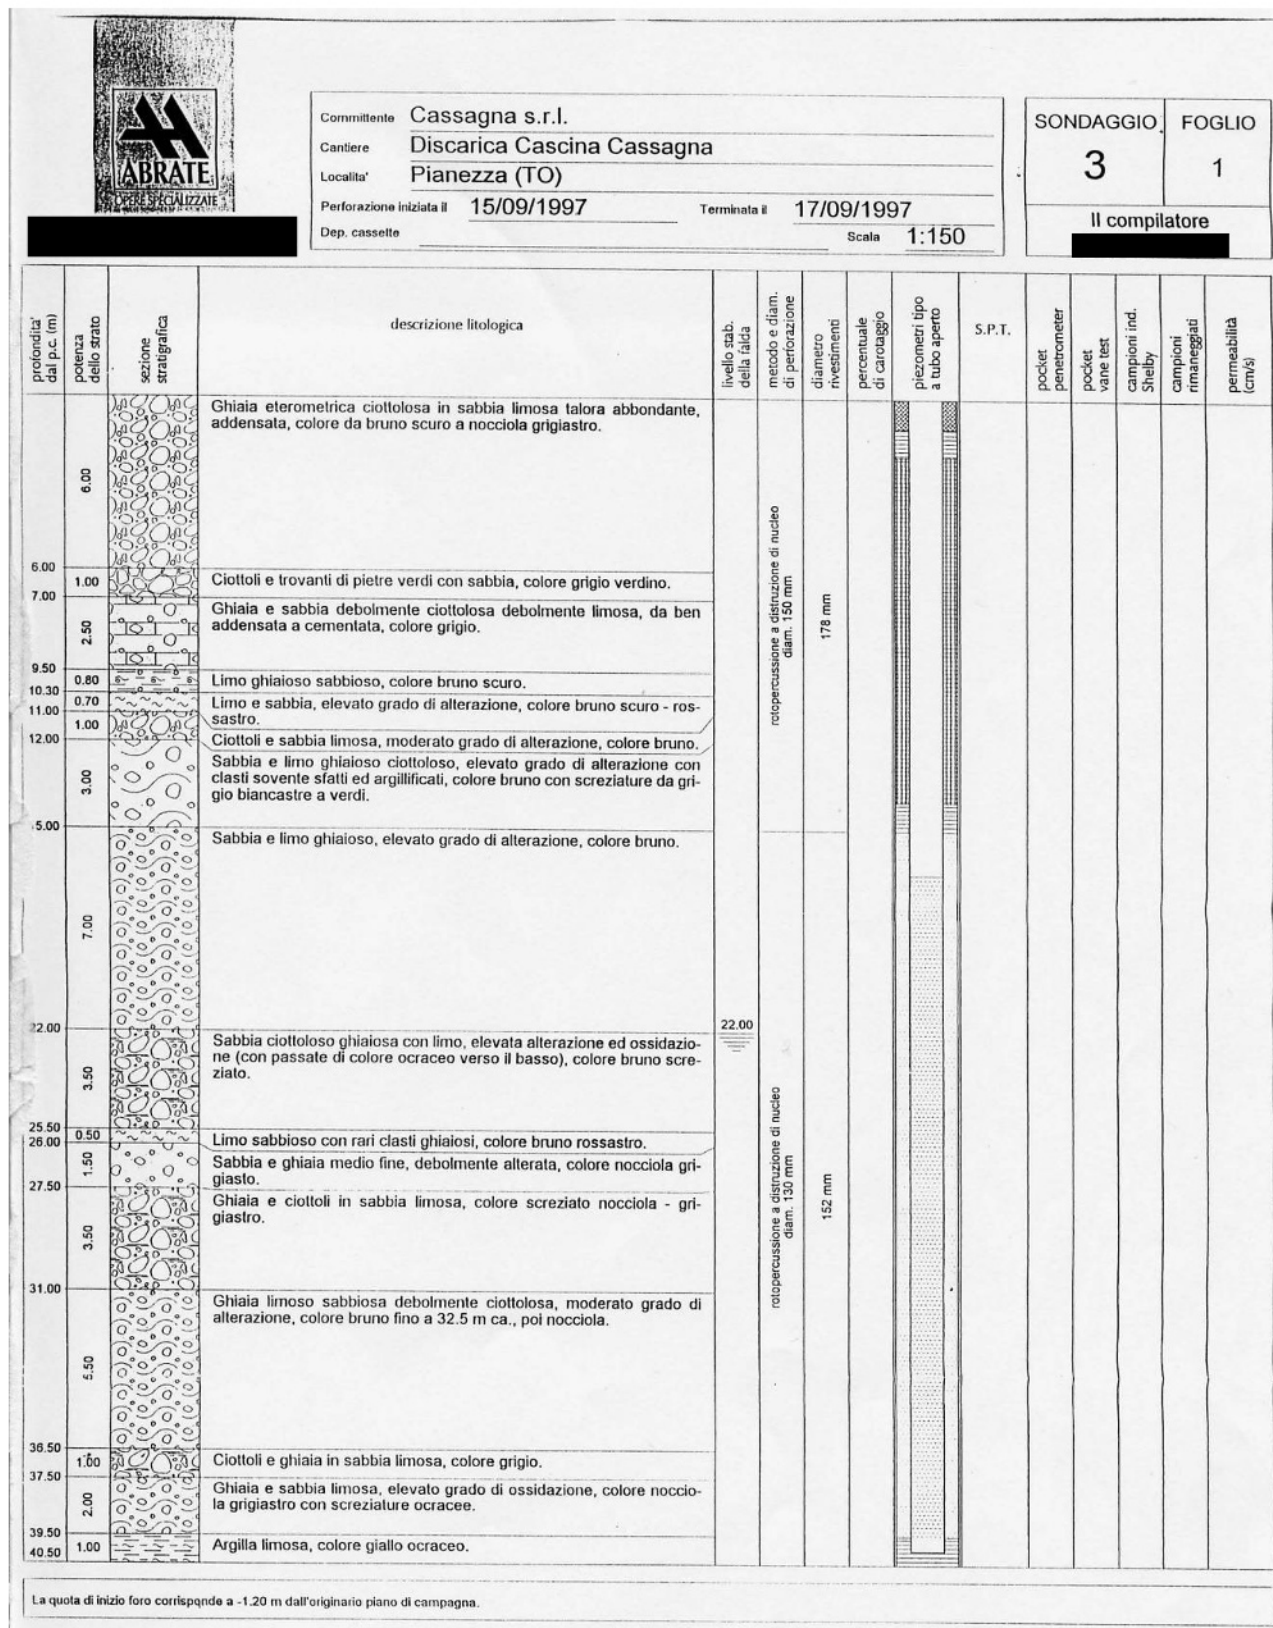 ABRATE
OPERE SPECIALIZZATE
Committente Cassagna s.r.l.
Cantiere Discarica Cascina Cassagna
Localita' Pianezza (TO)
Perforazione iniziata il 15/09/1997 Terminata il 17/09/1997
Dep. cassette Scala 1:150
SONDAGGIO FOGLIO
3 1
Il compilatore
profondita' dal p.c. (m)
potenza dello strato
sezione stratigrafica
descrizione litologica
livello stab. della falda
metodo e diam. di perforazione
diametro rivestimenti
percentuale di carotaggio
piezometri tipo a tubo aperto
S.P.T.
pocket penetrometer
pocket vane test
campioni ind. Shelby
campioni rimaneggiati
permeabilità (cm/s)
6.00
Ghiaia eterometrica ciottolosa in sabbia limosa talora abbondante,
addensata, colore da bruno scuro a nocciola grigiastro.
6.00
1.00 Ciottoli e trovanti di pietre verdi con sabbia, colore grigio verdino.
7.00
2.50
Ghiaia e sabbia debolmente ciottolosa debolmente limosa, da ben
addensata a cementata, colore grigio.
9.50
0.80 Limo ghiaioso sabbioso, colore bruno scuro.
10.30
0.70 Limo e sabbia, elevato grado di alterazione, colore bruno scuro - ros-
sastro.
11.00
1.00 Ciottoli e sabbia limosa, moderato grado di alterazione, colore bruno.
12.00
3.00
Sabbia e limo ghiaioso ciottoloso, elevato grado di alterazione con
clasti sovente sfatti ed argillificati, colore bruno con screziature da gri-
gio biancastre a verdi.
5.00
rotopercussione a distruzione di nucleo
diam. 150 mm
178 mm
7.00
Sabbia e limo ghiaioso, elevato grado di alterazione, colore bruno.
22.00
22.00
3.50
Sabbia ciottoloso ghiaiosa con limo, elevata alterazione ed ossidazio-
ne (con passate di colore ocraceo verso il basso), colore bruno scre-
ziato.
25.50
0.50 Limo sabbioso con rari clasti ghiaiosi, colore bruno rossastro.
26.00
1.50
Sabbia e ghiaia medio fine, debolmente alterata, colore nocciola gri-
giasto.
27.50
3.50
Ghiaia e ciottoli in sabbia limosa, colore screziato nocciola - gri-
giastro.
31.00
rotopercussione a distruzione di nucleo
diam. 130 mm
152 mm
5.50
Ghiaia limoso sabbiosa debolmente ciottolosa, moderato grado di
alterazione, colore bruno fino a 32.5 m ca., poi nocciola.
36.50
1.00 Ciottoli e ghiaia in sabbia limosa, colore grigio.
37.50
2.00
Ghiaia e sabbia limosa, elevato grado di ossidazione, colore noccio-
la grigiastro con screziature ocracee.
39.50
1.00 Argilla limosa, colore giallo ocraceo.
40.50
La quota di inizio foro corrisponde a -1.20 m dall'originario piano di campagna.